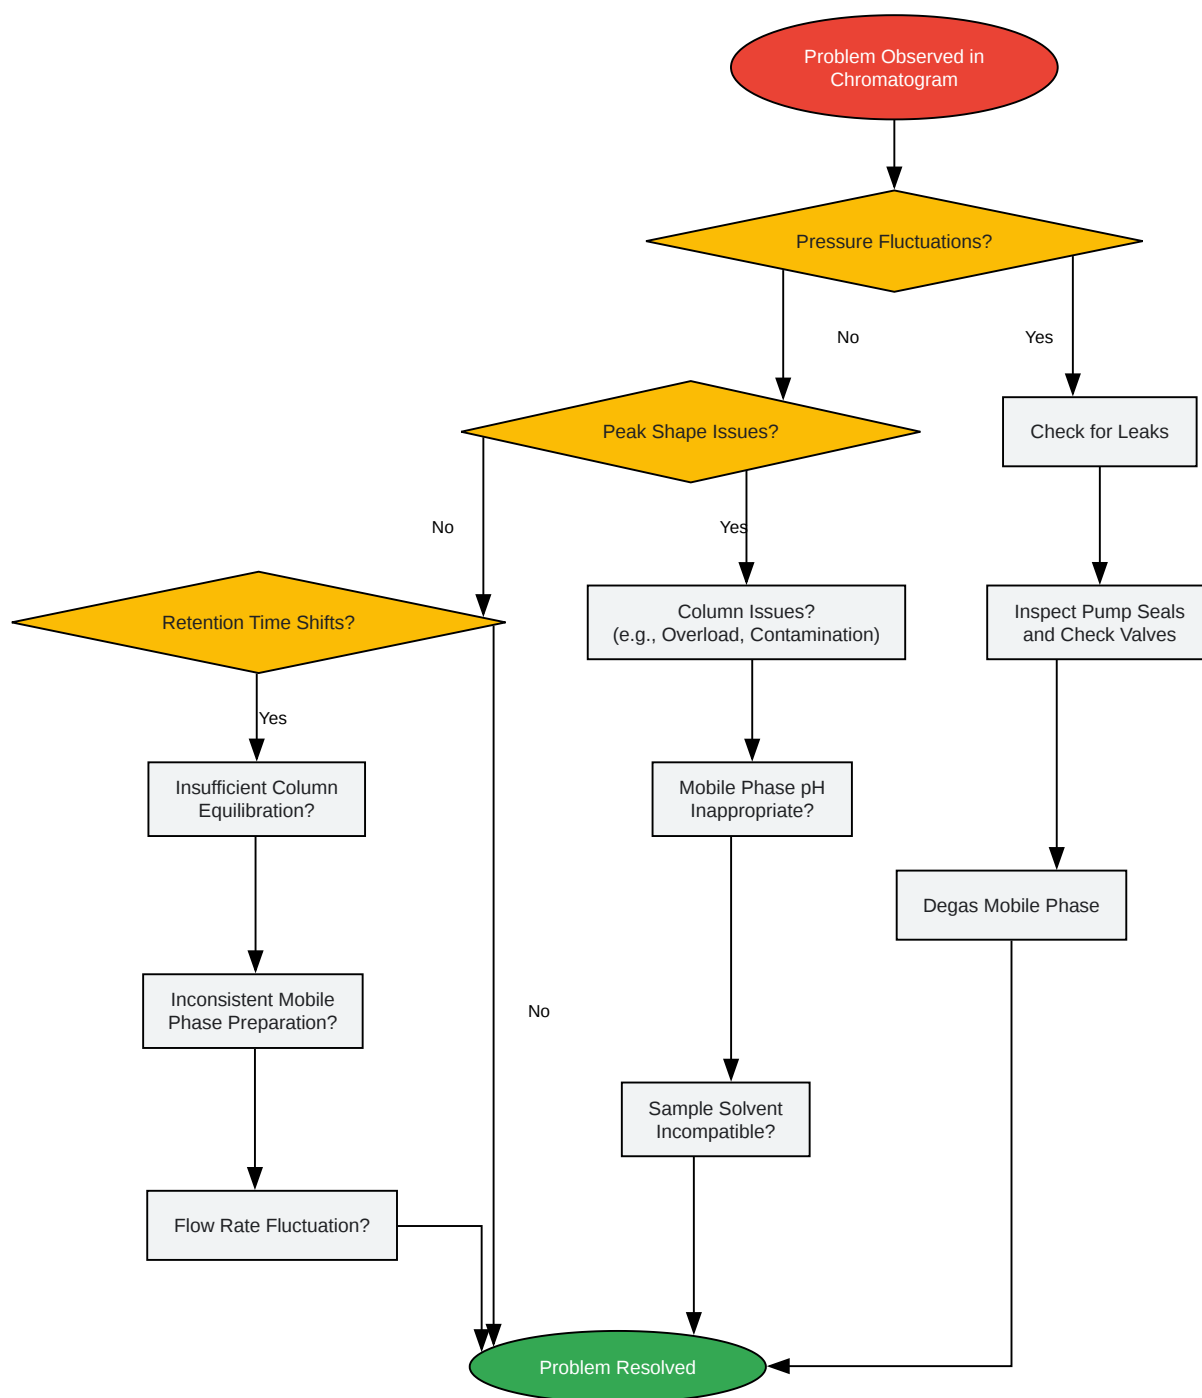 Problem Observed in
Chromatogram
Pressure Fluctuations?
No
Yes
Peak Shape Issues?
Check for Leaks
No
Yes
Retention Time Shifts?
Column Issues?
(e.g., Overload, Contamination)
Inspect Pump Seals
and Check Valves
Yes
Insufficient Column
Equilibration?
Mobile Phase pH
Inappropriate?
Degas Mobile Phase
Inconsistent Mobile
Phase Preparation?
No
Sample Solvent
Incompatible?
Flow Rate Fluctuation?
Problem Resolved